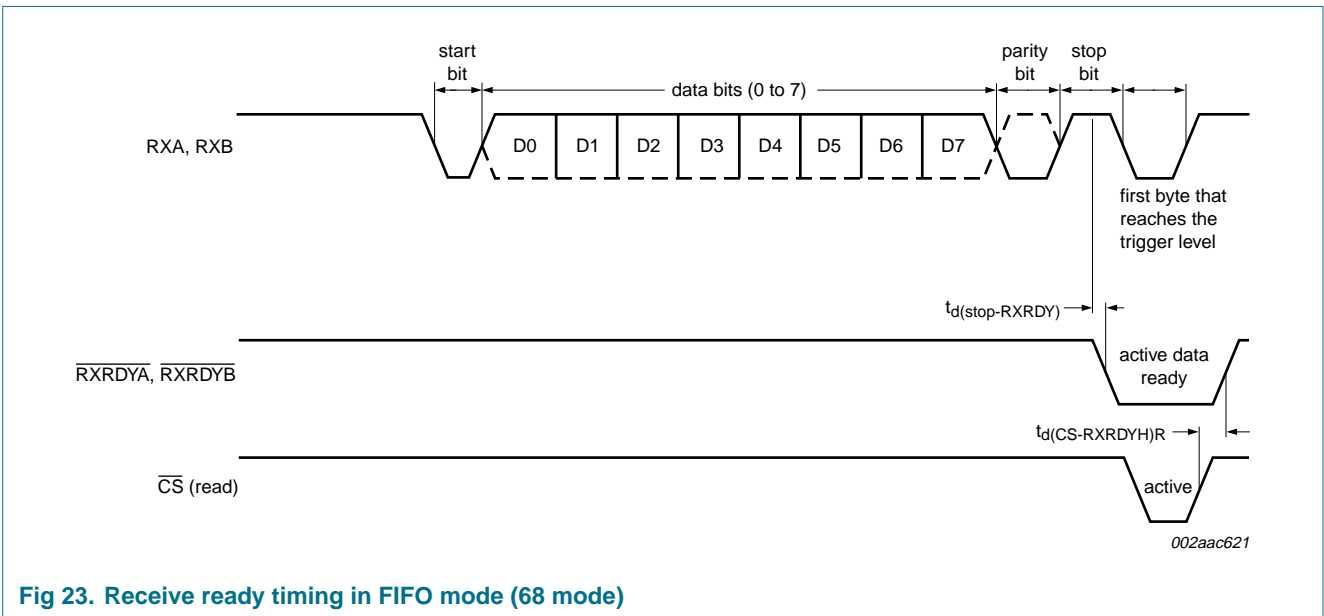 start
bit
data bits (0 to 7)
parity
bit
stop
bit
RXA, RXB
D0 D1 D2 D3 D4 D5 D6 D7
first byte that
reaches the
trigger level
td(stop-RXRDY)
RXRDYA, RXRDYB
active data
ready
td(CS-RXRDYH)R
CS (read)
active
002aac621
Fig 23. Receive ready timing in FIFO mode (68 mode)